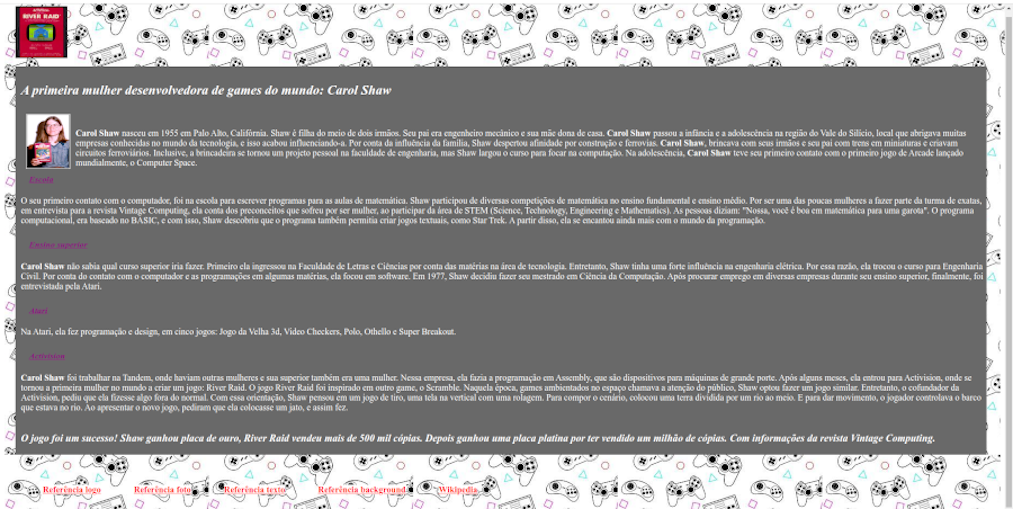 RIVER RAID
A primeira mulher desenvolvedora de games do mundo: Carol Shaw
Carol Shaw nasceu em 1955 em Palo Alto, Califórnia. Shaw é filha do meio de dois irmãos. Seu pai era engenheiro mecânico e sua mãe dona de casa. Carol Shaw passou a infância e a adolescência na região do Vale do Silício, local que abrigava muitas
empresas conhecidas no mundo da tecnologia, e isso acabou influenciando-a. Por conta da influência da família, Shaw despertou afinidade por construção e ferrovias. Carol Shaw, brincava com seus irmãos e seu pai com trens em miniaturas e criavam
circuitos ferroviários. Inclusive, a brincadeira se tornou um projeto pessoal na faculdade de engenharia, mas Shaw largou o curso para focar na computação. Na adolescência, Carol Shaw teve seu primeiro contato com o primeiro jogo de Arcade lançado
mundialmente, o Computer Space.
Escola
O seu primeiro contato com o computador, foi na escola para escrever programas para as aulas de matemática. Shaw participou de diversas competições de matemática no ensino fundamental e ensino médio. Por ser uma das poucas mulheres a fazer parte da turma de exatas,
em entrevista para a revista Vintage Computing, ela conta dos preconceitos que sofreu por ser mulher, ao participar da área de STEM (Science, Technology, Engineering e Mathematics). As pessoas diziam: "Nossa, você é boa em matemática para uma garota". O programa
computacional, era baseado no BASIC, e com isso, Shaw descobriu que o programa também permitia criar jogos textuais, como Star Trek. A partir disso, ela se encantou ainda mais com o mundo da programação.
Ensino superior
Carol Shaw não sabia qual curso superior iria fazer. Primeiro ela ingressou na Faculdade de Letras e Ciências por conta das matérias na área de tecnologia. Entretanto, Shaw tinha uma forte influência na engenharia elétrica. Por essa razão, ela trocou o curso para Engenharia
Civil. Por conta do contato com o computador e as programações em algumas matérias, ela focou em software. Em 1977, Shaw decidiu fazer seu mestrado em Ciência da Computação. Após procurar emprego em diversas empresas durante seu ensino superior, finalmente, foi
entrevistada pela Atari.
Atari
Na Atari, ela fez programação e design, em cinco jogos: Jogo da Velha 3d, Video Checkers, Polo, Othello e Super Breakout.
Activision
Carol Shaw foi trabalhar na Tandem, onde haviam outras mulheres e sua superior também era uma mulher. Nessa empresa, ela fazia a programação em Assembly, que são dispositivos para máquinas de grande porte. Após alguns meses, ela entrou para Activision, onde se
tornou a primeira mulher no mundo a criar um jogo: River Raid. O jogo River Raid foi inspirado em outro game, o Scramble. Naquela época, games ambientados no espaço chamava a atenção do público, Shaw optou fazer um jogo similar. Entretanto, o cofundador da
Activision, pediu que ela fizesse algo fora do normal. Com essa orientação, Shaw pensou em um jogo de tiro, uma tela na vertical com uma rolagem. Para compor o cenário, colocou uma terra dividida por um rio ao meio. E para dar movimento, o jogador controlava o barco
que estava no rio. Ao apresentar o novo jogo, pediram que ela colocasse um jato, e assim fez.
O jogo foi um sucesso! Shaw ganhou placa de ouro, River Raid vendeu mais de 500 mil cópias. Depois ganhou uma placa platina por ter vendido um milhão de cópias. Com informações da revista Vintage Computing.
Referência logo Referência foto Referência texto Referência background Wikipedia